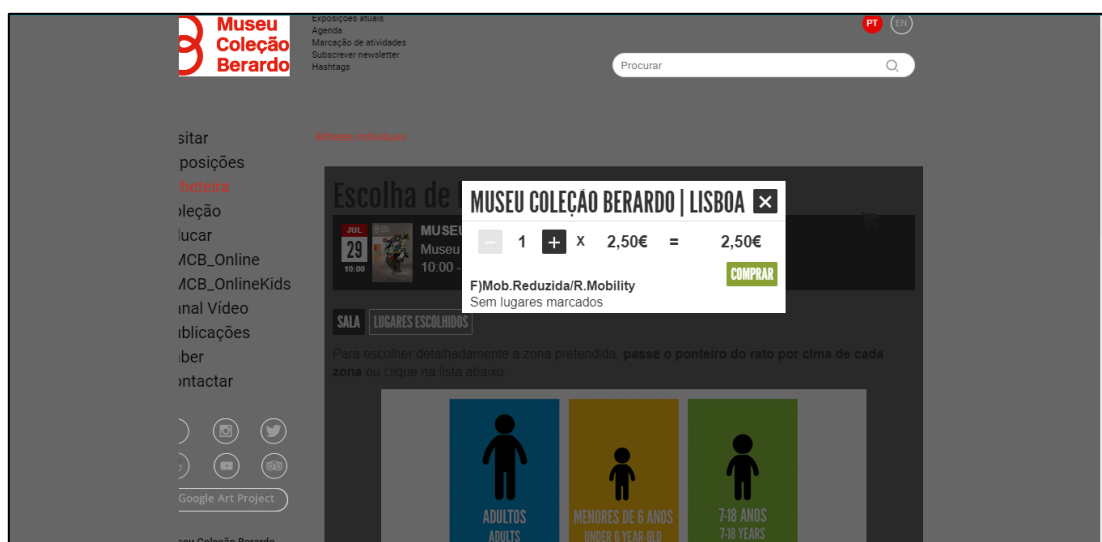 Museu
Coleção
Berardo
Exposições atuais
Agenda
Marcação de atividades
Subscrever newsletter
Hashtags
PT
EN
Procurar
sitar
posições
heteira
leção
ucar
MCB_Online
MCB_OnlineKids
anal Vídeo
blicações
ber
ontactar
Google Art Project
Bilhetes individuais
Escolha de
JUL
29
10:00
MUSEU
Museu
10:00 -
MUSEU COLEÇÃO BERARDO | LISBOA
1 + X 2,50€ = 2,50€
COMPRAR
F)Mob.Reduzida/R.Mobility
Sem lugares marcados
SALA
LUGARES ESCOLHIDOS
Para escolher detalhadamente a zona pretendida, passe o ponteiro do rato por cima de cada
zona ou clique na lista abaixo
ADULTOS
ADULTS
MENORES DE 6 ANOS
UNDER 6 YEAR-OLD
7-18 ANOS
7-18 YEARS